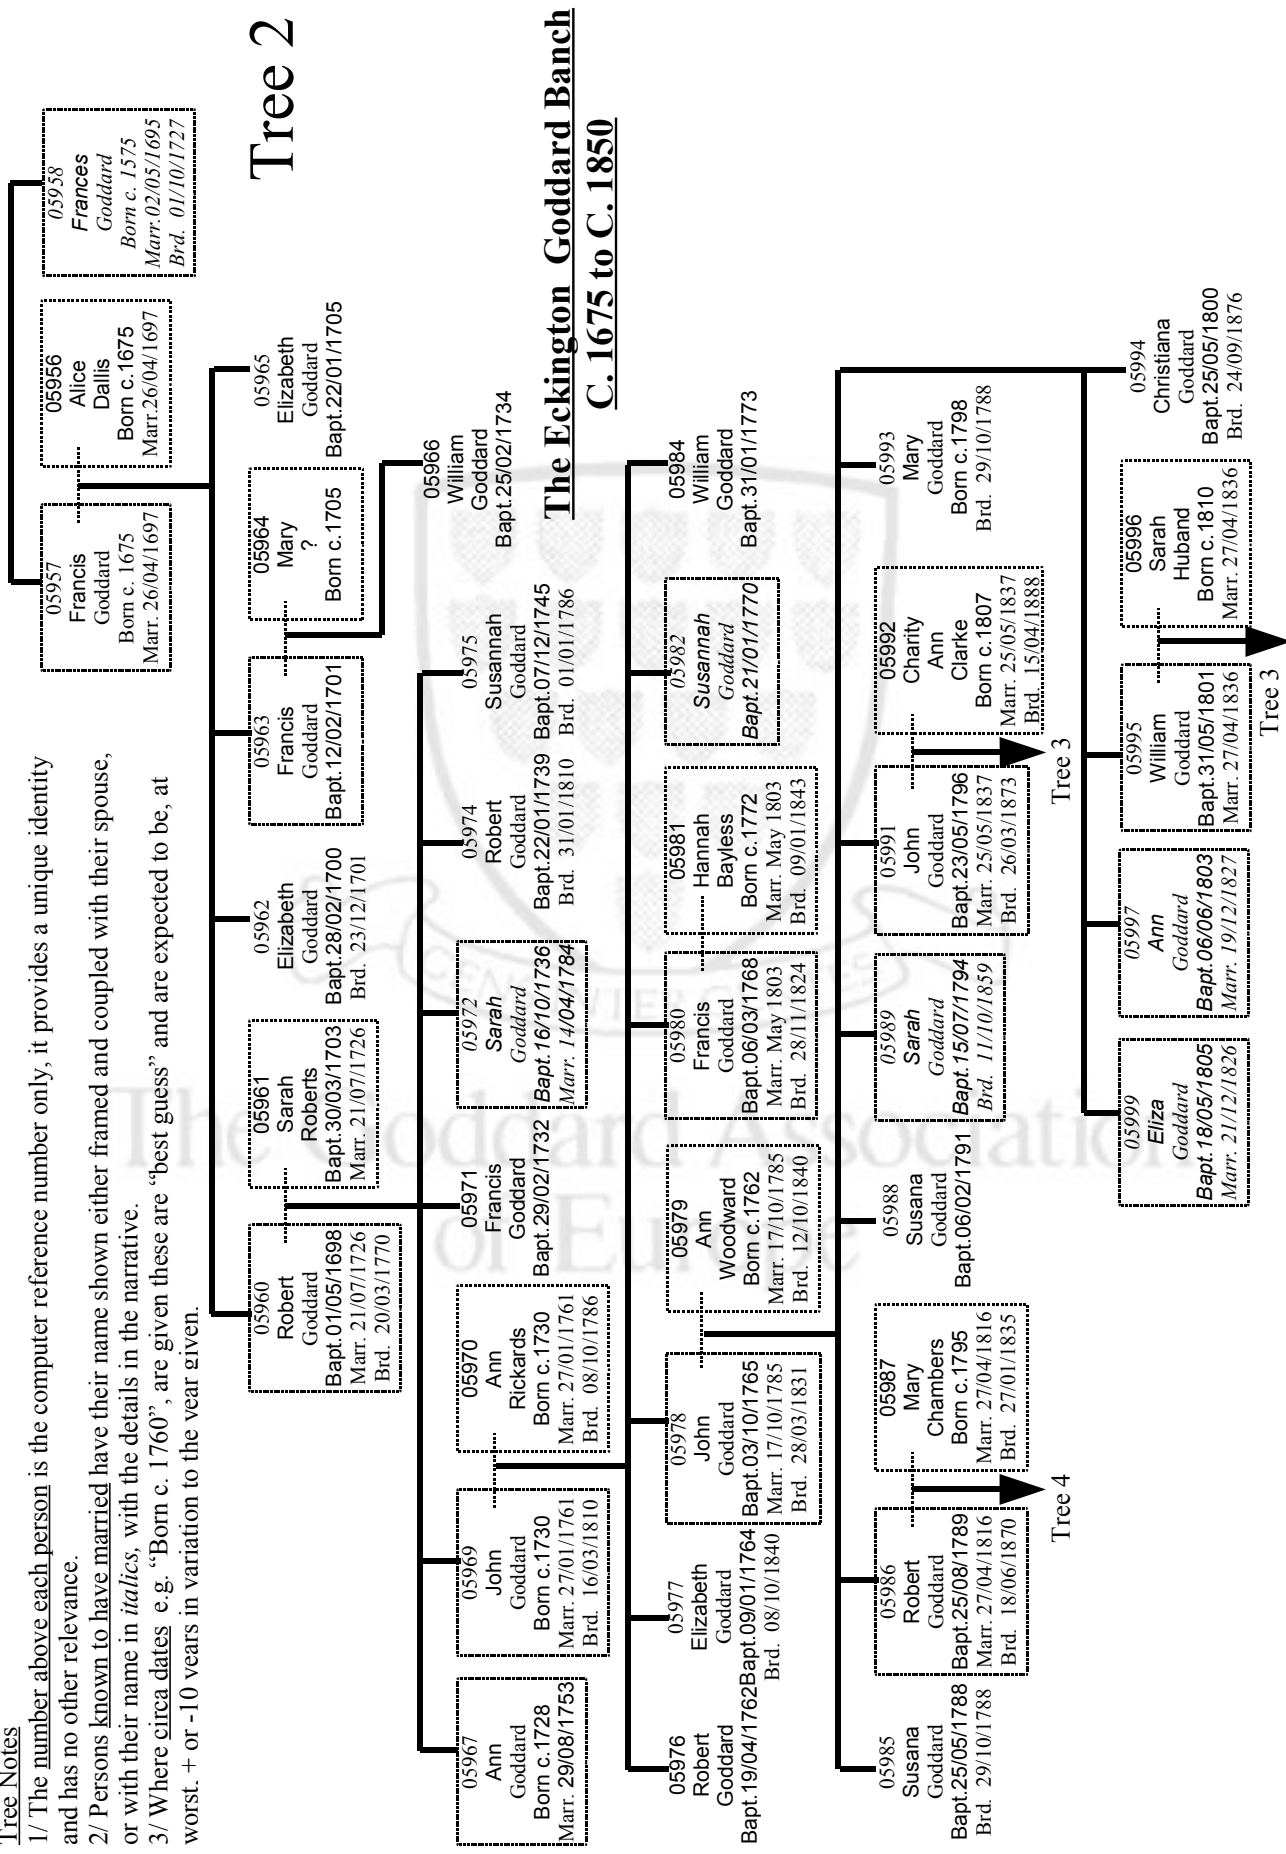 Tree Notes
1/ The number above each person is the computer reference number only, it provides a unique identity
and has no other relevance.
2/ Persons known to have married have their name shown either framed and coupled with their spouse,
or with their name in italics, with the details in the narrative.
3/ Where circa dates e.g. “Born c. 1760”, are given these are “best guess” and are expected to be, at
worst. + or -10 years in variation to the year given.
Tree 2
The Eckington Goddard Banch
C. 1675 to C. 1850
05957
Francis
Goddard
Born c. 1675
Marr. 26/04/1697
05956
Alice
Dallis
Born c.1675
Marr.26/04/1697
05958
Frances
Goddard
Born c. 1575
Marr.02/05/1695
Brd. 01/10/1727
05960
Robert
Goddard
Bapt.01/05/1698
Marr. 21/07/1726
Brd. 20/03/1770
05961
Sarah
Roberts
Bapt.30/03/1703
Marr. 21/07/1726
05962
Elizabeth
Goddard
Bapt.28/02/1700
Brd. 23/12/1701
05963
Francis
Goddard
Bapt.12/02/1701
05964
Mary
?
Born c.1705
05965
Elizabeth
Goddard
Bapt.22/01/1705
05967
Ann
Goddard
Born c.1728
Marr. 29/08/1753
05969
John
Goddard
Born c.1730
Marr. 27/01/1761
Brd. 16/03/1810
05970
Ann
Rickards
Born c.1730
Marr. 27/01/1761
Brd. 08/10/1786
05971
Francis
Goddard
Bapt.29/02/1732
05972
Sarah
Goddard
Bapt.16/10/1736
Marr. 14/04/1784
05974
Robert
Goddard
Bapt.22/01/1739
Brd. 31/01/1810
05975
Susannah
Goddard
Bapt.07/12/1745
Brd. 01/01/1786
05966
William
Goddard
Bapt.25/02/1734
05976
Robert
Goddard
Bapt.19/04/1762
05977
Elizabeth
Goddard
Bapt.09/01/1764
Brd. 08/10/1840
05978
John
Goddard
Bapt.03/10/1765
Marr. 17/10/1785
Brd. 28/03/1831
05979
Ann
Woodward
Born c.1762
Marr. 17/10/1785
Brd. 12/10/1840
05980
Francis
Goddard
Bapt.06/03/1768
Marr. May 1803
Brd. 28/11/1824
05981
Hannah
Bayless
Born c.1772
Marr. May 1803
Brd. 09/01/1843
05982
Susannah
Goddard
Bapt.21/01/1770
05984
William
Goddard
Bapt.31/01/1773
05985
Susana
Goddard
Bapt.25/05/1788
Brd. 29/10/1788
05986
Robert
Goddard
Bapt.25/08/1789
Marr. 27/04/1816
Brd. 18/06/1870
05987
Mary
Chambers
Born c.1795
Marr. 27/04/1816
Brd. 27/01/1835
Tree 4
05988
Susana
Goddard
Bapt.06/02/1791
05989
Sarah
Goddard
Bapt.15/07/1794
Brd. 11/10/1859
05991
John
Goddard
Bapt.23/05/1796
Marr. 25/05/1837
Brd. 26/03/1873
05992
Charity
Ann
Clarke
Born c.1807
Marr. 25/05/1837
Brd. 15/04/1888
Tree 3
05993
Mary
Goddard
Born c.1798
Brd. 29/10/1788
05999
Eliza
Goddard
Bapt.18/05/1805
Marr. 21/12/1826
05997
Ann
Goddard
Bapt.06/06/1803
Marr. 19/12/1827
05995
William
Goddard
Bapt.31/05/1801
Marr. 27/04/1836
05996
Sarah
Huband
Born c.1810
Marr. 27/04/1836
Tree 3
05994
Christiana
Goddard
Bapt.25/05/1800
Brd. 24/09/1876
The Goddard Association
of Europe